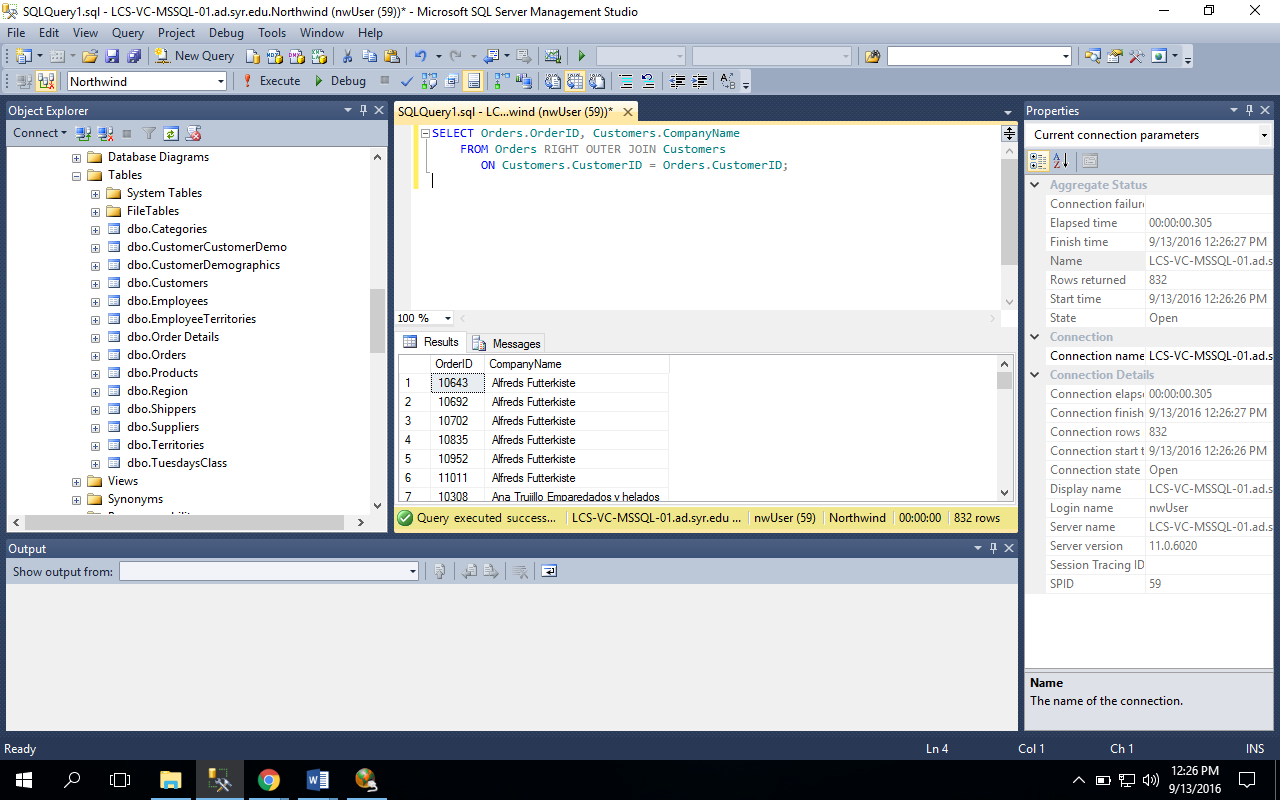 SQLQuery1.sql - LCS-VC-MSSQL-01.ad.syr.edu.Northwind (nwUser (59))* - Microsoft SQL Server Management Studio
File Edit View Query Project Debug Tools Window Help
New Query
Northwind Execute Debug
Object Explorer
Connect
Database Diagrams
Tables
System Tables
FileTables
dbo.Categories
dbo.CustomerCustomerDemo
dbo.CustomerDemographics
dbo.Customers
dbo.Employees
dbo.EmployeeTerritories
dbo.Order Details
dbo.Orders
dbo.Products
dbo.Region
dbo.Shippers
dbo.Suppliers
dbo.Territories
dbo.TuesdaysClass
Views
Synonyms
SQLQuery1.sql - LC...wind (nwUser (59))*
SELECT Orders.OrderID, Customers.CompanyName
FROM Orders RIGHT OUTER JOIN Customers
ON Customers.CustomerID = Orders.CustomerID;
100 %
Results Messages
OrderID CompanyName
1 10643 Alfreds Futterkiste
2 10692 Alfreds Futterkiste
3 10702 Alfreds Futterkiste
4 10835 Alfreds Futterkiste
5 10952 Alfreds Futterkiste
6 11011 Alfreds Futterkiste
7 10308 Ana Trujillo Emparedados y helados
Query executed success... LCS-VC-MSSQL-01.ad.syr.edu ... nwUser (59) Northwind 00:00:00 832 rows
Properties
Current connection parameters
Aggregate Status
Connection failure
Elapsed time 00:00:00.305
Finish time 9/13/2016 12:26:27 PM
Name LCS-VC-MSSQL-01.ad.s
Rows returned 832
Start time 9/13/2016 12:26:26 PM
State Open
Connection
Connection name LCS-VC-MSSQL-01.ad.s
Connection Details
Connection elaps 00:00:00.305
Connection finish 9/13/2016 12:26:27 PM
Connection rows 832
Connection start t 9/13/2016 12:26:26 PM
Connection state Open
Display name LCS-VC-MSSQL-01.ad.s
Login name nwUser
Server name LCS-VC-MSSQL-01.ad.s
Server version 11.0.6020
Session Tracing ID
SPID 59
Name
The name of the connection.
Output
Show output from:
Ready Ln 4 Col 1 Ch 1 INS
12:26 PM
9/13/2016